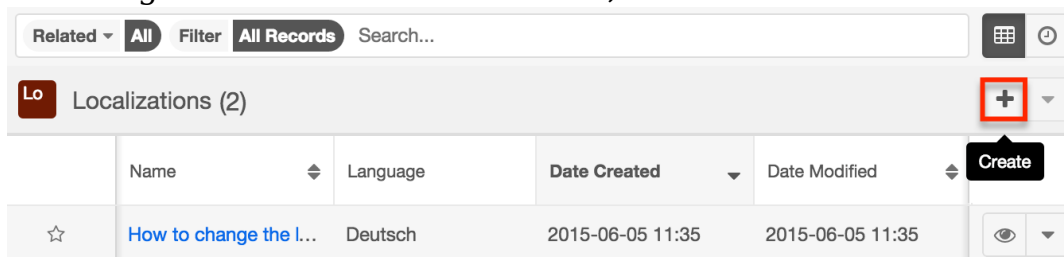 Related All Filter All Records Search...
Lo Localizations (2)
Create
Name Language Date Created Date Modified
How to change the l... Deutsch 2015-06-05 11:35 2015-06-05 11:35